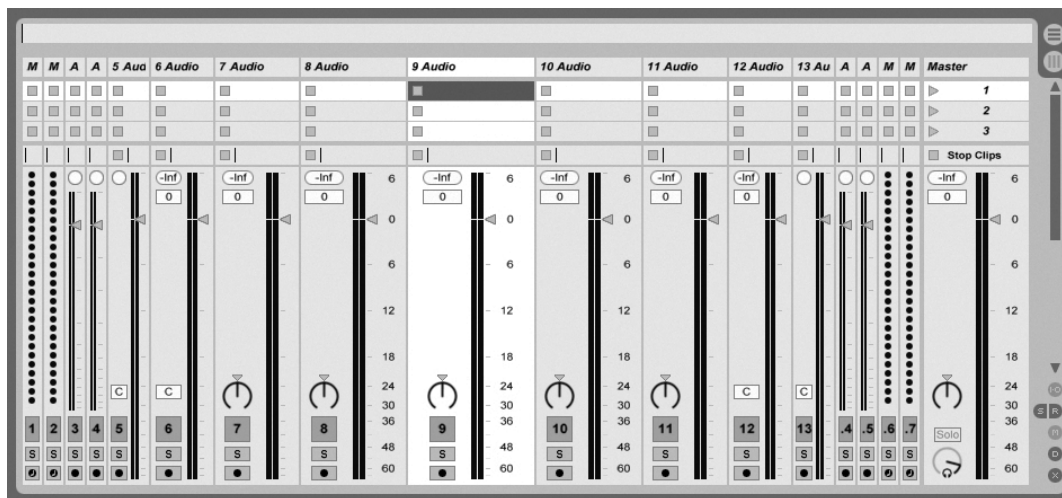 M M A A 5 Aud 6 Audio 7 Audio 8 Audio 9 Audio 10 Audio 11 Audio 12 Audio 13 Au A A M M Master
1
2
3
Stop Clips
-Inf -Inf -Inf -Inf -Inf -Inf -Inf -Inf
6 6 6 6 6
0 0 0 0 0 0 0 0
0 0 0 0 0
6 6 6 6 6
12 12 12 12 12
18 18 18 18 18
C C C C
24 24 24 24 24
30 30 30 30 30
36 36 36 36 36
1 2 3 4 5 6 7 8 9 10 11 12 13 .4 .5 .6 .7 Solo
S S S S S S S S S S S S S S S S S
48 48 48 48 48
60 60 60 60 60
I·O
S R
M
D
X